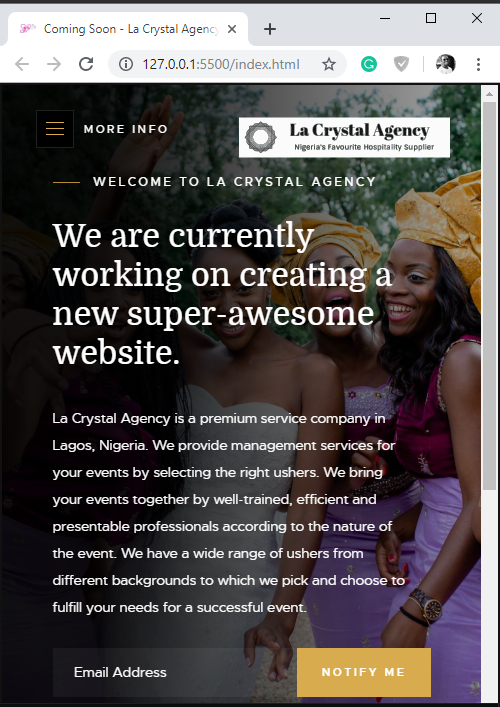 Coming Soon - La Crystal Agency
127.0.0.1:5500/index.html
MORE INFO
La Crystal Agency
Nigeria's Favourite Hospitality Supplier
WELCOME TO LA CRYSTAL AGENCY
We are currently
working on creating a
new super-awesome
website.
La Crystal Agency is a premium service company in
Lagos, Nigeria. We provide management services for
your events by selecting the right ushers. We bring
your events together by well-trained, efficient and
presentable professionals according to the nature of
the event. We have a wide range of ushers from
different backgrounds to which we pick and choose to
fulfill your needs for a successful event.
Email Address
NOTIFY ME